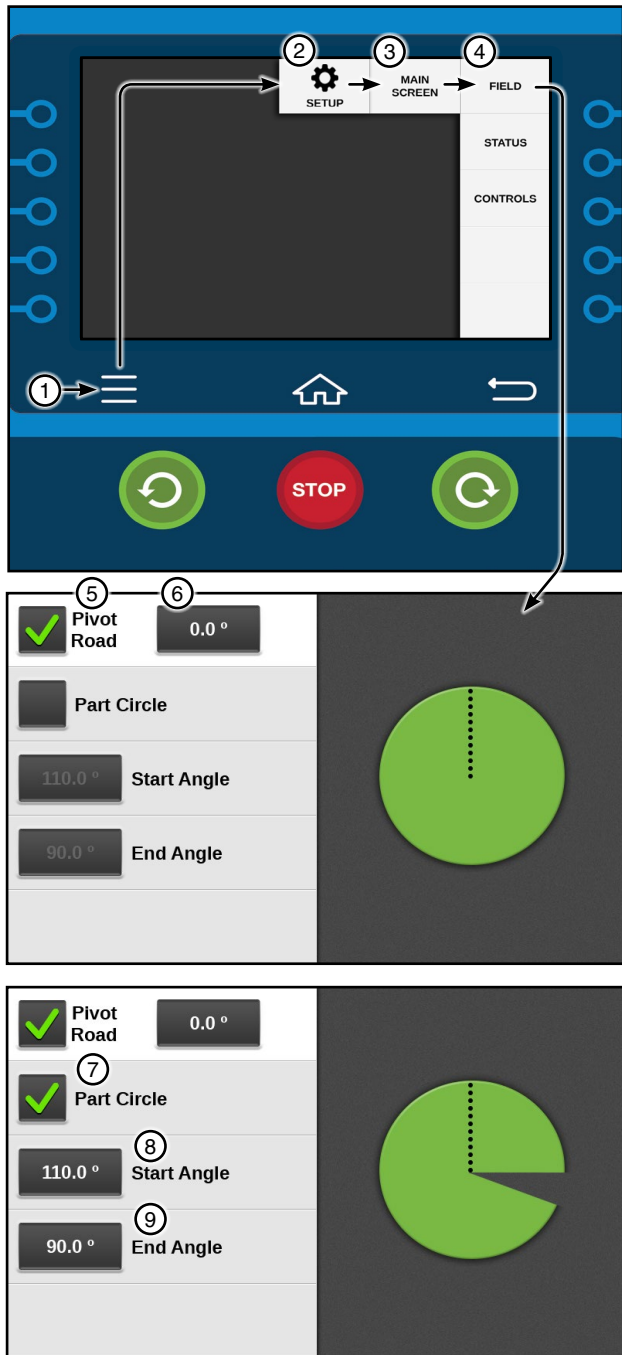 2
3
4
SETUP
MAIN
SCREEN
FIELD
STATUS
CONTROLS
1
STOP
5
6
Pivot
Road
0.0 º
Part Circle
110.0 º
Start Angle
90.0 º
End Angle
Pivot
Road
0.0 º
7
Part Circle
8
110.0 º
Start Angle
9
90.0 º
End Angle